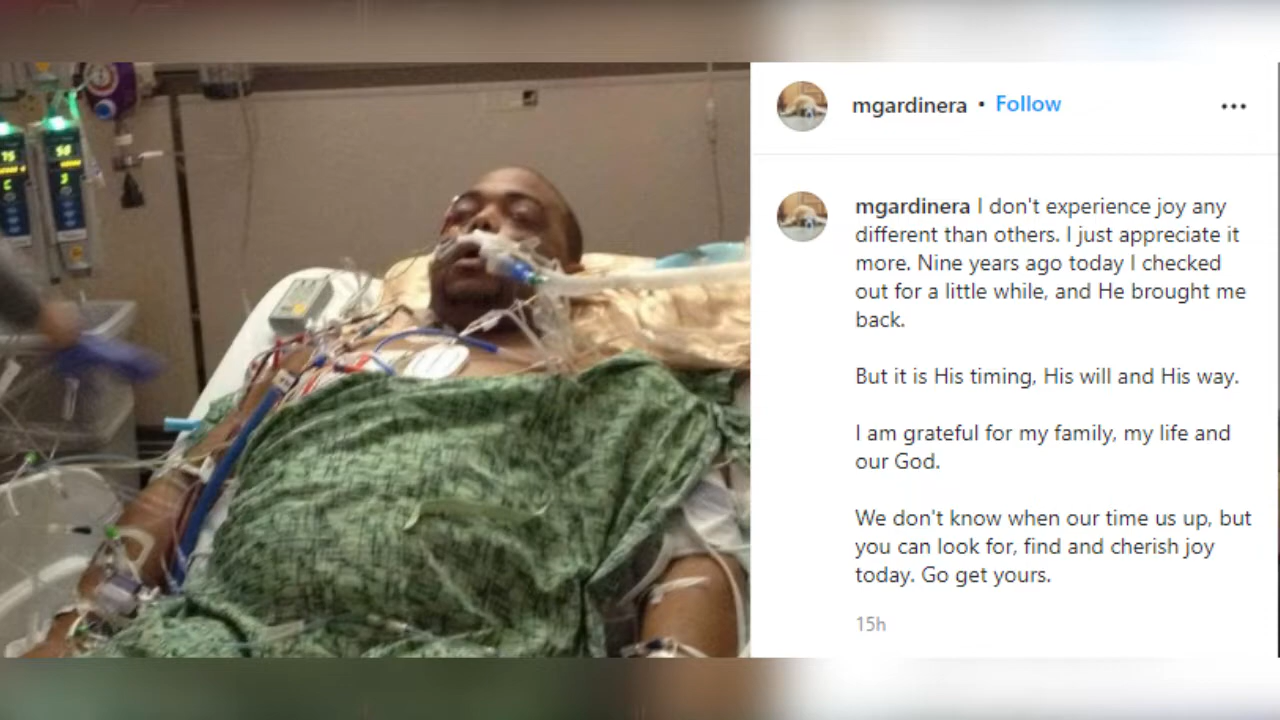 mgardinera • Follow
mgardinera I don't experience joy any
different than others. I just appreciate it
more. Nine years ago today I checked
out for a little while, and He brought me
back.
But it is His timing, His will and His way.
I am grateful for my family, my life and
our God.
We don't know when our time us up, but
you can look for, find and cherish joy
today. Go get yours.
15h